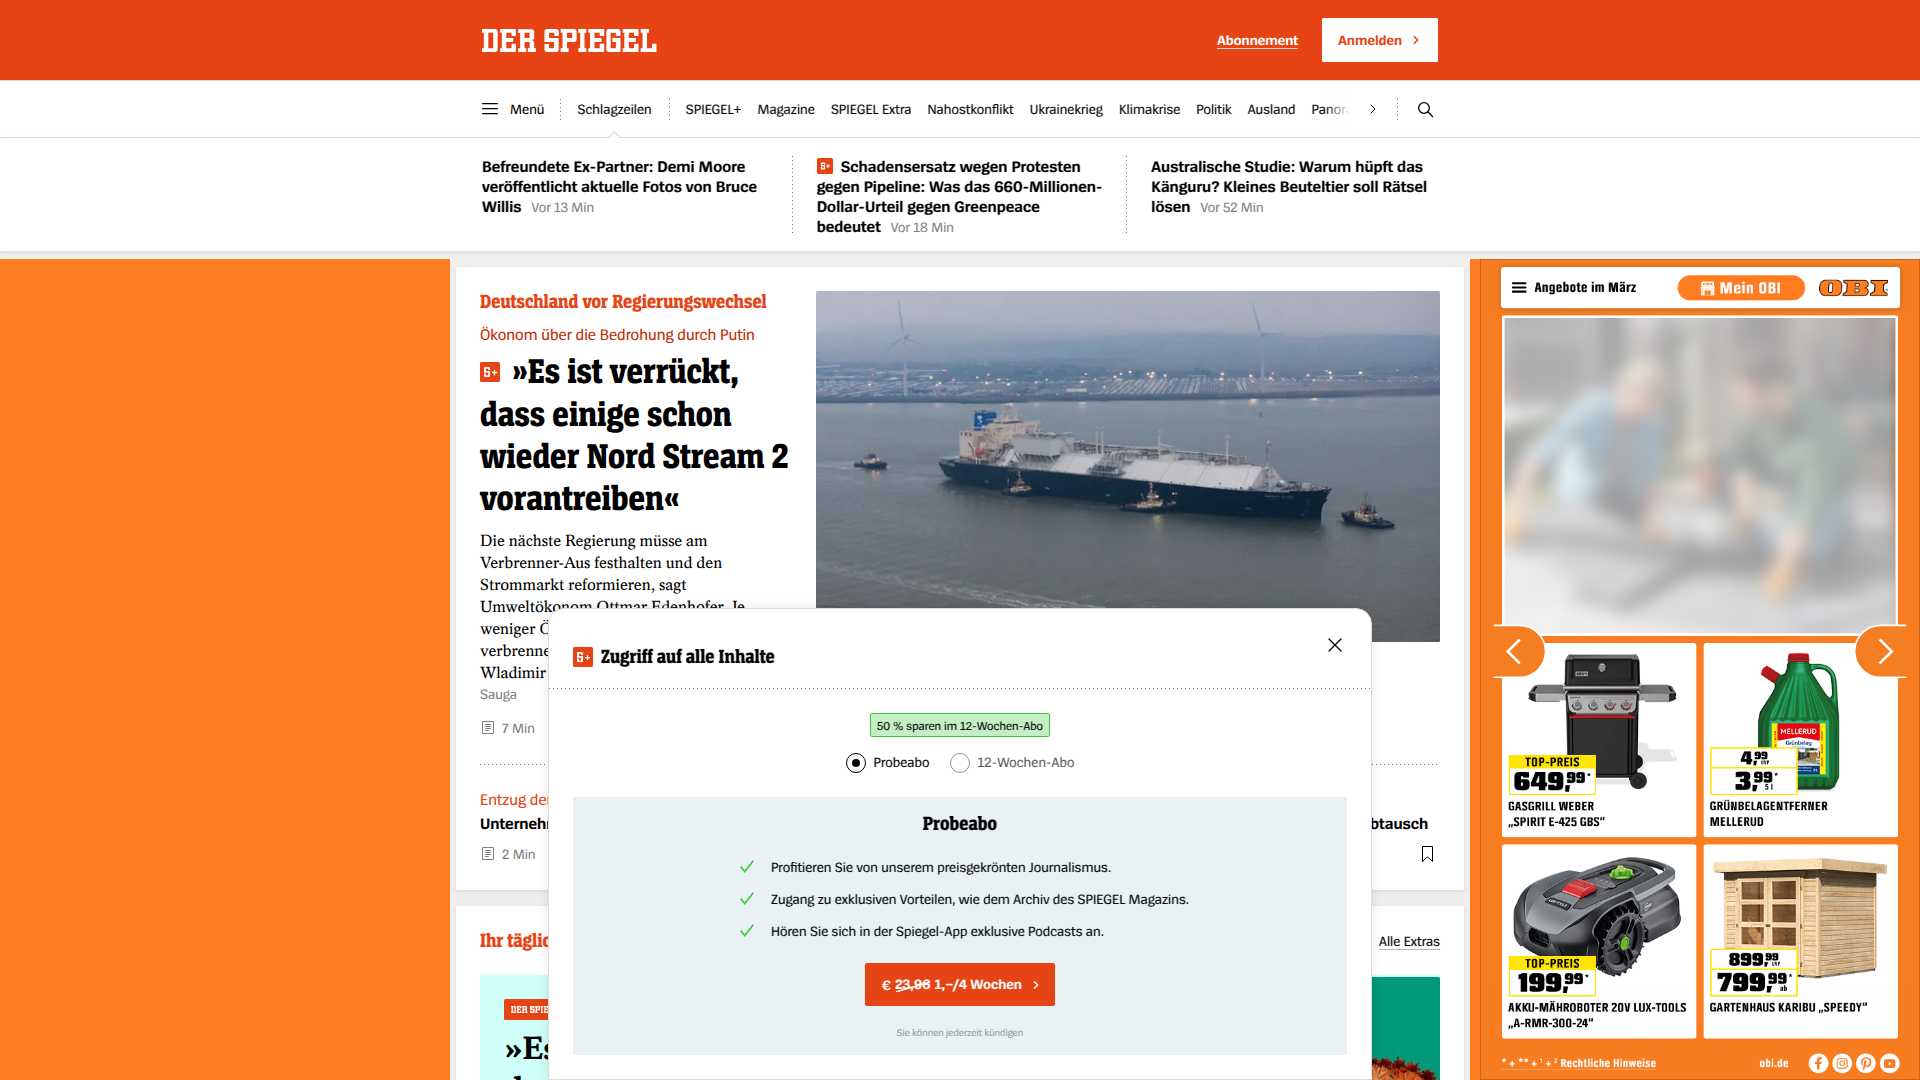 DER SPIEGEL
Abonnement
Anmelden
Menü
Schlagzeilen
SPIEGEL+
Magazine
SPIEGEL Extra
Nahostkonflikt
Ukrainekrieg
Klimakrise
Politik
Ausland
Befreundete Ex-Partner: Demi Moore
veröffentlicht aktuelle Fotos von Bruce
Willis Vor 13 Min
Schadensersatz wegen Protesten
gegen Pipeline: Was das 660-Millionen-
Dollar-Urteil gegen Greenpeace
bedeutet Vor 18 Min
Australische Studie: Warum hüpft das
Känguru? Kleines Beuteltier soll Rätsel
lösen Vor 52 Min
Deutschland vor Regierungswechsel
Ökonom über die Bedrohung durch Putin
»Es ist verrückt,
dass einige schon
wieder Nord Stream 2
vorantreiben«
Die nächste Regierung müsse am
Verbrenner-Aus festhalten und den
Strommarkt reformieren, sagt
Umweltökonom Ottmar Edenhofer. Je
weniger Ö
verbrenne
Wladimir
Sauga
7 Min
Entzug de
Unterneh
btausch
2 Min
Zugriff auf alle Inhalte
50 % sparen im 12-Wochen-Abo
Probeabo
12-Wochen-Abo
Probeabo
Profitieren Sie von unserem preisgekrönten Journalismus.
Zugang zu exklusiven Vorteilen, wie dem Archiv des SPIEGEL Magazins.
Hören Sie sich in der Spiegel-App exklusive Podcasts an.
€ 23,96 1,–/4 Wochen
Sie können jederzeit kündigen
Ihr täglic
Alle Extras
DER SPIE
»Es
Angebote im März
Mein OBI
OBI
TOP-PREIS
649,99*
GASGRILL WEBER
„SPIRIT E-425 GBS“
MELLERUD
Grünbelag
4,99
3,99*
5 l
GRÜNBELAGENTFERNER
MELLERUD
TOP-PREIS
199,99*
AKKU-MÄHROBOTER 20V LUX-TOOLS
„A-RMR-300-24“
899,99
799,99*
ab
GARTENHAUS KARIBU „SPEEDY“
* + ** + ¹ + ² Rechtliche Hinweise
obi.de